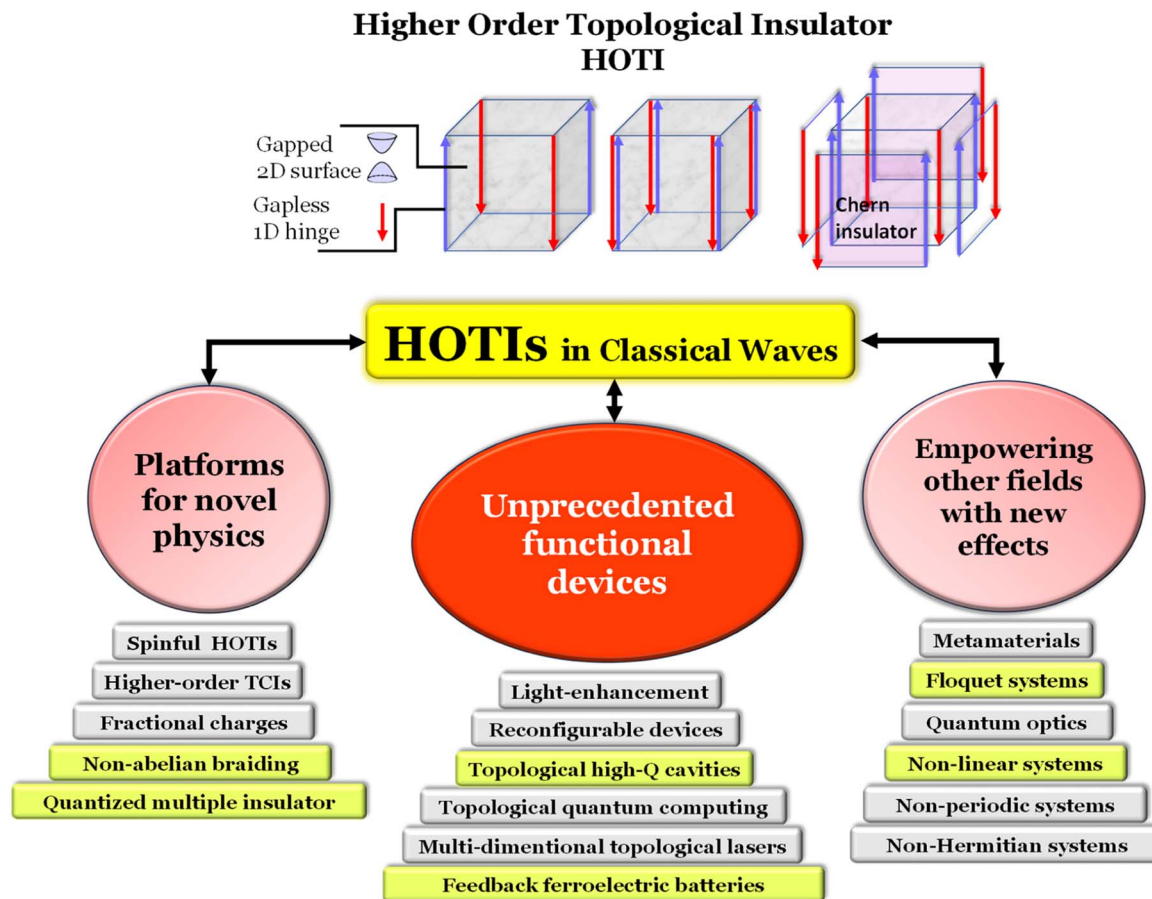 Higher Order Topological Insulator
HOTI
Gapped
2D surface
Gapless
1D hinge
Chern
insulator
HOTIs in Classical Waves
Platforms
for novel
physics
Spinful HOTIs
Higher-order TCIs
Fractional charges
Non-abelian braiding
Quantized multiple insulator
Unprecedented
functional
devices
Light-enhancement
Reconfigurable devices
Topological high-Q cavities
Topological quantum computing
Multi-dimentional topological lasers
Feedback ferroelectric batteries
Empowering
other fields
with new
effects
Metamaterials
Floquet systems
Quantum optics
Non-linear systems
Non-periodic systems
Non-Hermitian systems